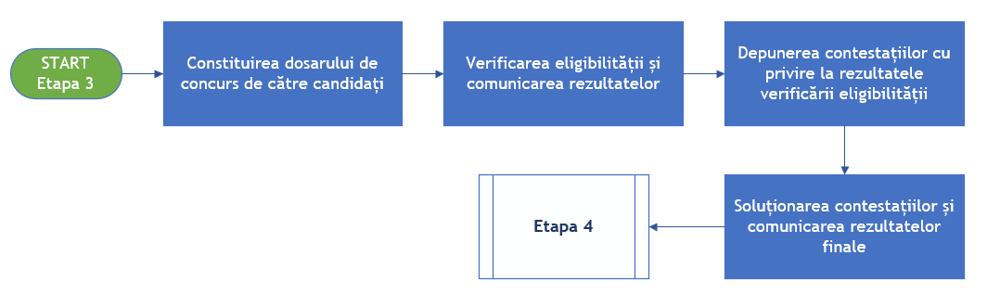 START
Etapa 3
Constituirea dosarului de
concurs de către candidați
Verificarea eligibilității și
comunicarea rezultatelor
Depunerea contestațiilor cu
privire la rezultatele
verificării eligibilității
Soluționarea contestațiilor și
comunicarea rezultatelor
finale
Etapa 4